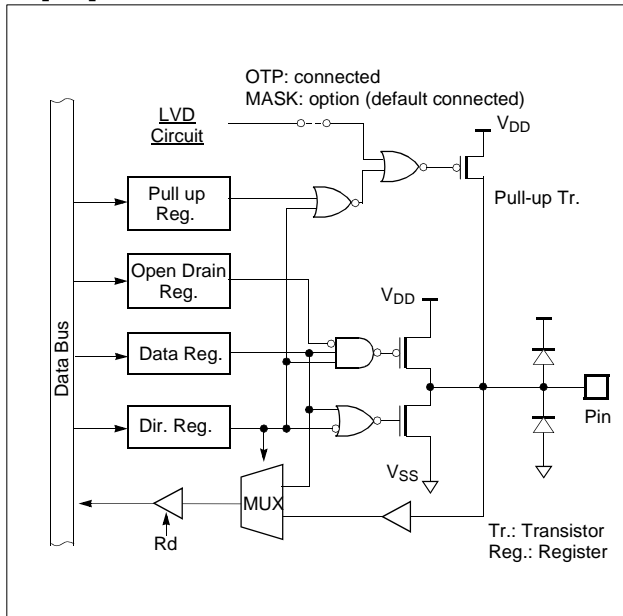 OTP: connected
MASK: option (default connected)
LVD
Circuit
VDD
Pull up
Reg.
Pull-up Tr.
Open Drain
Reg.
VDD
Data Reg.
Data Bus
Dir. Reg.
Pin
VSS
MUX
Rd
Tr.: Transistor
Reg.: Register